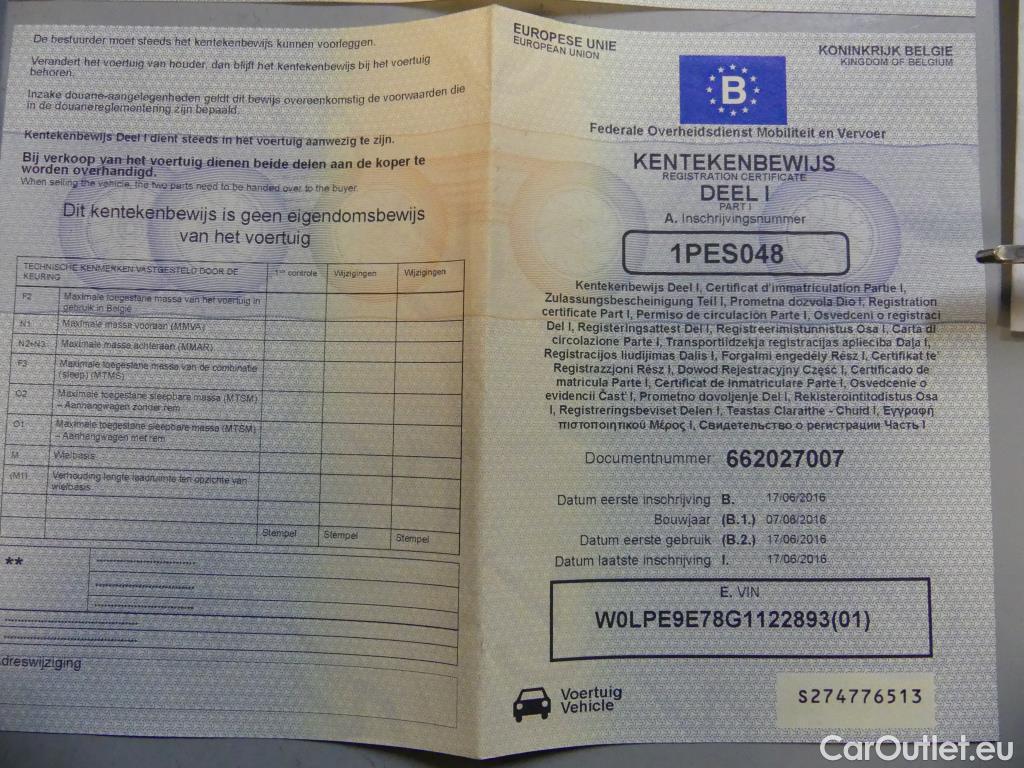 De bestuurder moet steeds het kentekenbewijs kunnen voorleggen.
Verandert het voertuig van houder, dan blijft het kentekenbewijs bij het voertuig
behoren.
Inzake douane-aangelegenheden geldt dit bewijs overeenkomstig de voorwaarden die
in de douanereglementering zijn bepaald.
Kentekenbewijs Deel I dient steeds in het voertuig aanwezig te zijn.
Bij verkoop van het voertuig dienen beide delen aan de koper te
worden overhandigd.
When selling the vehicle, the two parts need to be handed over to the buyer.
Dit kentekenbewijs is geen eigendomsbewijs
van het voertuig
TECHNISCHE KENMERKEN VASTGESTELD DOOR DE
KEURING
1ste controle
Wijzigingen
Wijzigingen
F2 Maximale toegestane massa van het voertuig in
gebruik in België
N1 Maximale massa vooraan (MMVA)
N2+N3 Maximale massa achteraan (MMAR)
F3 Maximale toegestane massa van de combinatie
(sleep) (MTMS)
O2 Maximale toegestane sleepbare massa (MTSM)
– Aanhangwagen zonder rem
O1 Maximale toegestane sleepbare massa (MTSM)
– Aanhangwagen met rem
M Wielbasis
(M1) Verhouding lengte laadruimte ten opzichte van
wielbasis
Stempel Stempel Stempel
**
dreswijziging
EUROPESE UNIE
EUROPEAN UNION
B
KONINKRIJK BELGIE
KINGDOM OF BELGIUM
Federale Overheidsdienst Mobiliteit en Vervoer
KENTEKENBEWIJS
REGISTRATION CERTIFICATE
DEEL I
PART I
A. Inschrijvingsnummer
1PES048
Kentekenbewijs Deel I, Certificat d'immatriculation Partie I,
Zulassungsbescheinigung Teil I, Prometna dozvola Dio I, Registration
certificate Part I, Permiso de circulación Parte I, Osvedceni o registraci
Del I, Registeringsattest Del I, Registreerimistunnistus Osa I, Carta di
circolazione Parte I, Transportlidzekja registracijas aplieciba Daļa I,
Registracijos liudijimas Dalis I, Forgalmi engedély Rész I, Certifikat te'
Registrazzjoni Rész I, Dowod Rejestracyjny Część I, Certificado de
matricula Parte I, Certificat de inmatriculare Parte I, Osvedcenie o
evidencii Čast' I, Prometno dovoljenje Del I, Rekisterointitodistus Osa
I, Registreringsbeviset Delen I, Teastas Claraithe - Chuid I, Εγγραφή
πιστοποιητικού Μέρος I, Свидетельство о регистрации Часть I
Documentnummer 662027007
Datum eerste inschrijving B. 17/06/2016
Bouwjaar (B.1.) 07/06/2016
Datum eerste gebruik (B.2.) 17/06/2016
Datum laatste inschrijving I. 17/06/2016
E. VIN
W0LPE9E78G1122893(01)
Voertuig
Vehicle
S274776513
CarOutlet.eu